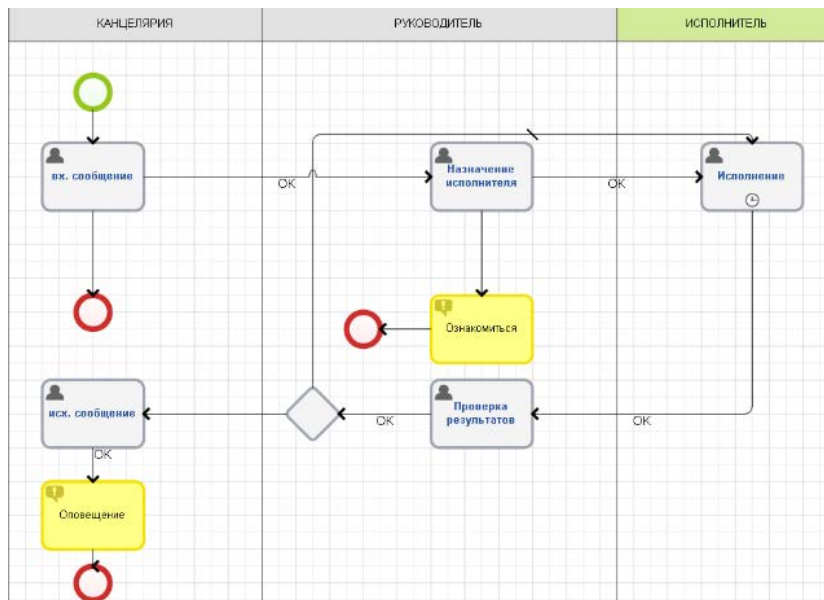 КАНЦЕЛЯРИЯ
РУКОВОДИТЕЛЬ
ИСПОЛНИТЕЛЬ
вх. сообщение
OK
Назначение
исполнителя
OK
Исполнение
Ознакомиться
исх. сообщение
OK
Проверка
результатов
OK
OK
Оповещение